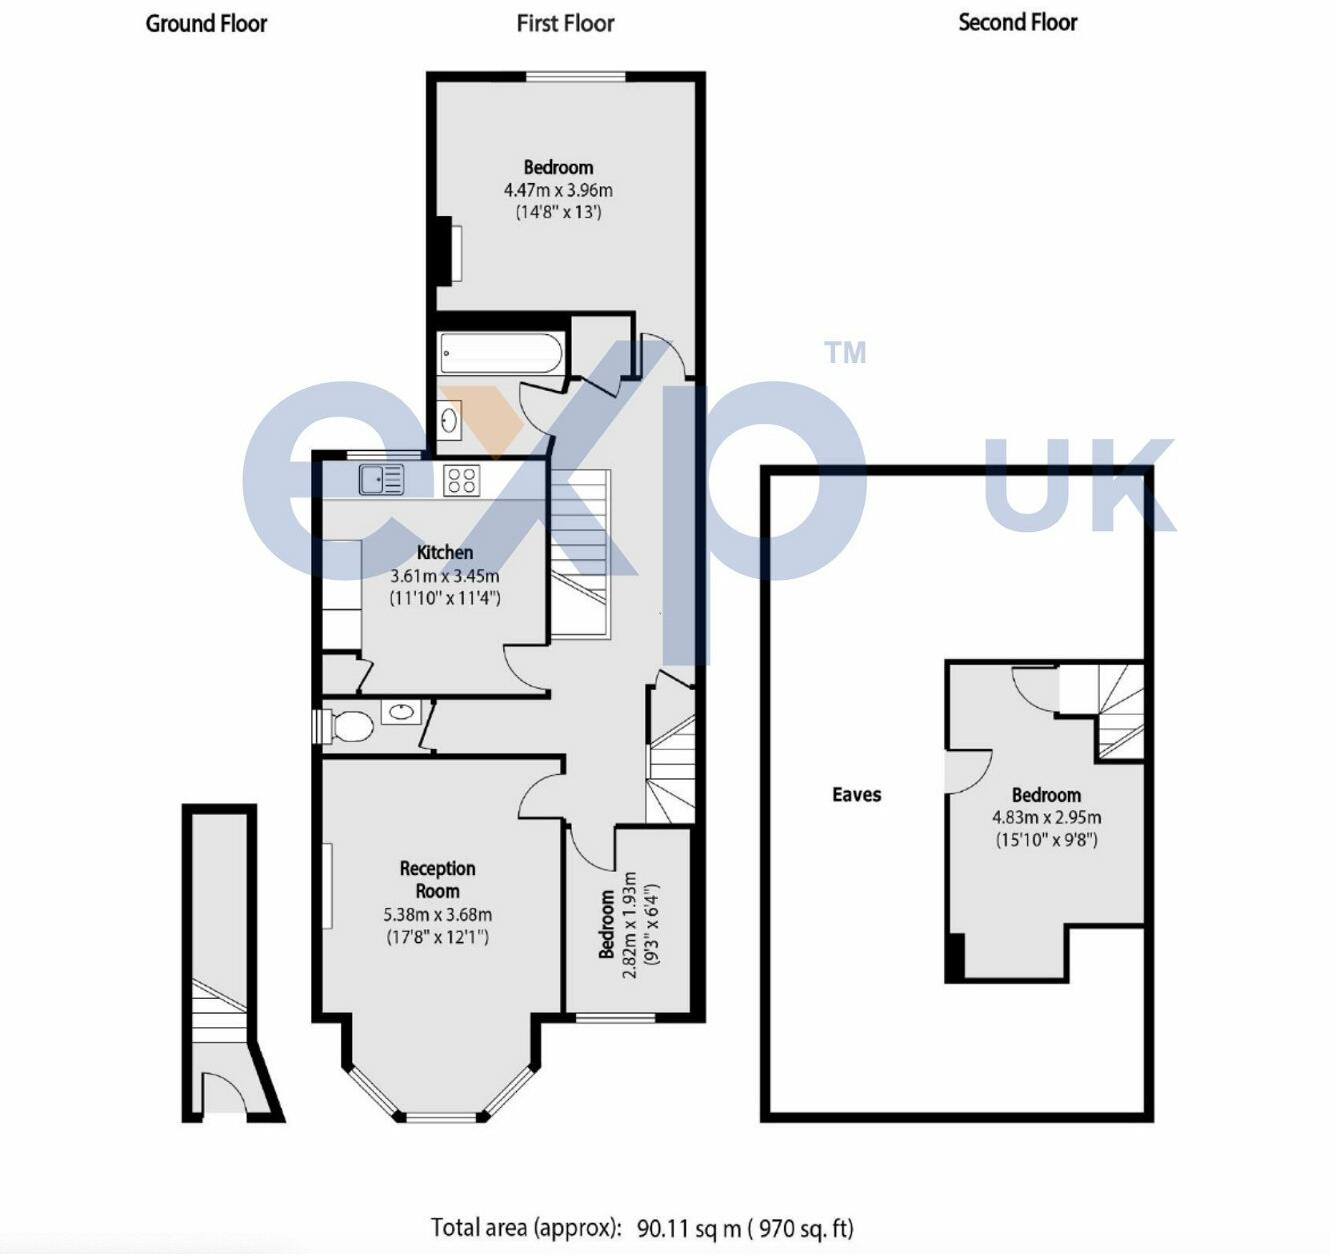 Ground Floor
First Floor
Second Floor
Bedroom
4.47m x 3.96m
(14'8" x 13')
TM
exp UK
Kitchen
3.61m x 3.45m
(11'10" x 11'4")
Reception
Room
5.38m x 3.68m
(17'8" x 12'1")
Bedroom
2.82m x 1.93m
(9'3" x 6'4")
Eaves
Bedroom
4.83m x 2.95m
(15'10" x 9'8")
Total area (approx): 90.11 sq m ( 970 sq. ft)